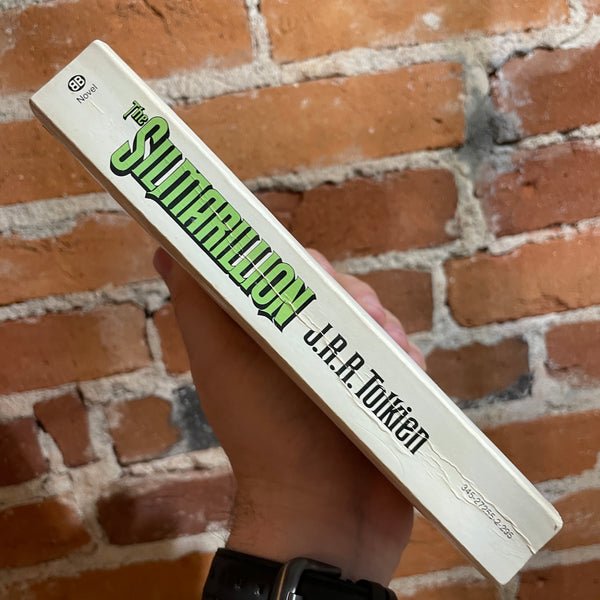 BB
Novel
The
SILMARILLION
J.R.R. Tolkien
345-27255-2-295